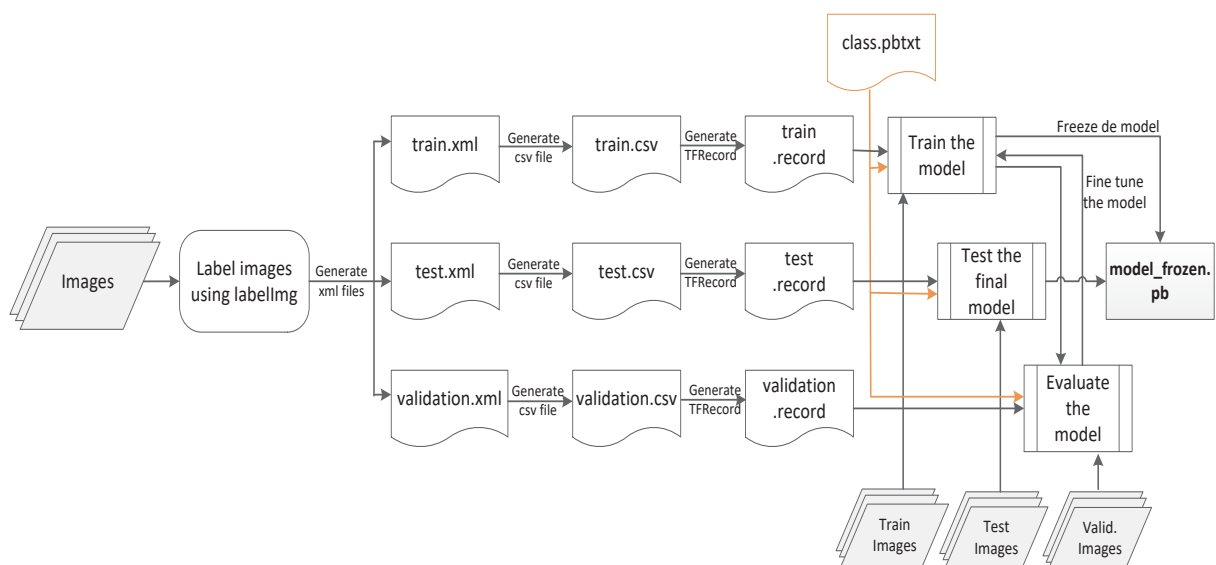 class.pbtxt
train.xml
Generate
csv file
train.csv
Generate
TFRecord
train
.record
Train the
model
Freeze de model
Fine tune
the model
Images
Label images
using labelImg
Generate
xml files
test.xml
Generate
csv file
test.csv
Generate
TFRecord
test
.record
Test the
final
model
model_frozen.
pb
validation.xml
Generate
csv file
validation.csv
Generate
TFRecord
validation
.record
Evaluate
the
model
Train
Images
Test
Images
Valid.
Images